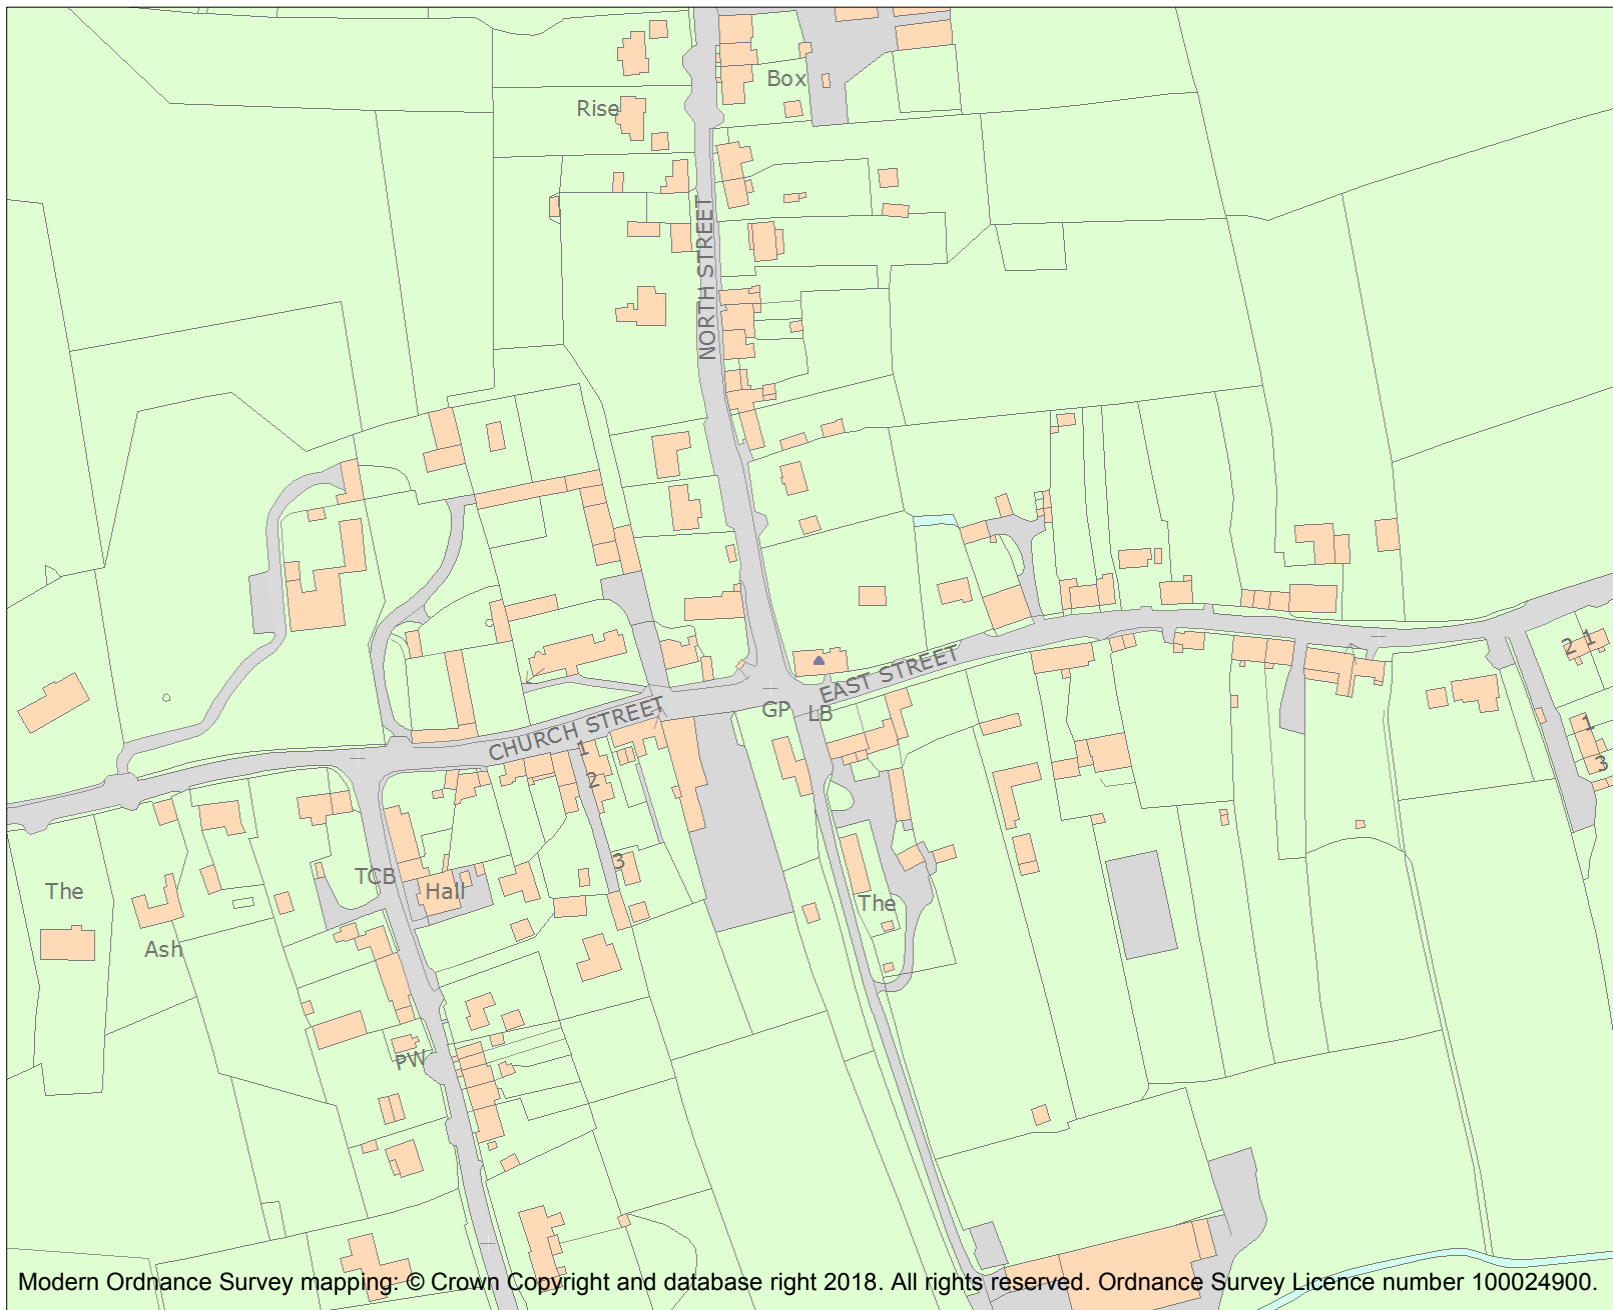 Box
Rise
NORTH STREET
2 1
EAST STREET
GP
LB
CHURCH STREET
1
1
2
3
3
TCB
Hall
The
The
Ash
PW
Modern Ordnance Survey mapping: © Crown Copyright and database right 2018. All rights reserved. Ordnance Survey Licence number 100024900.